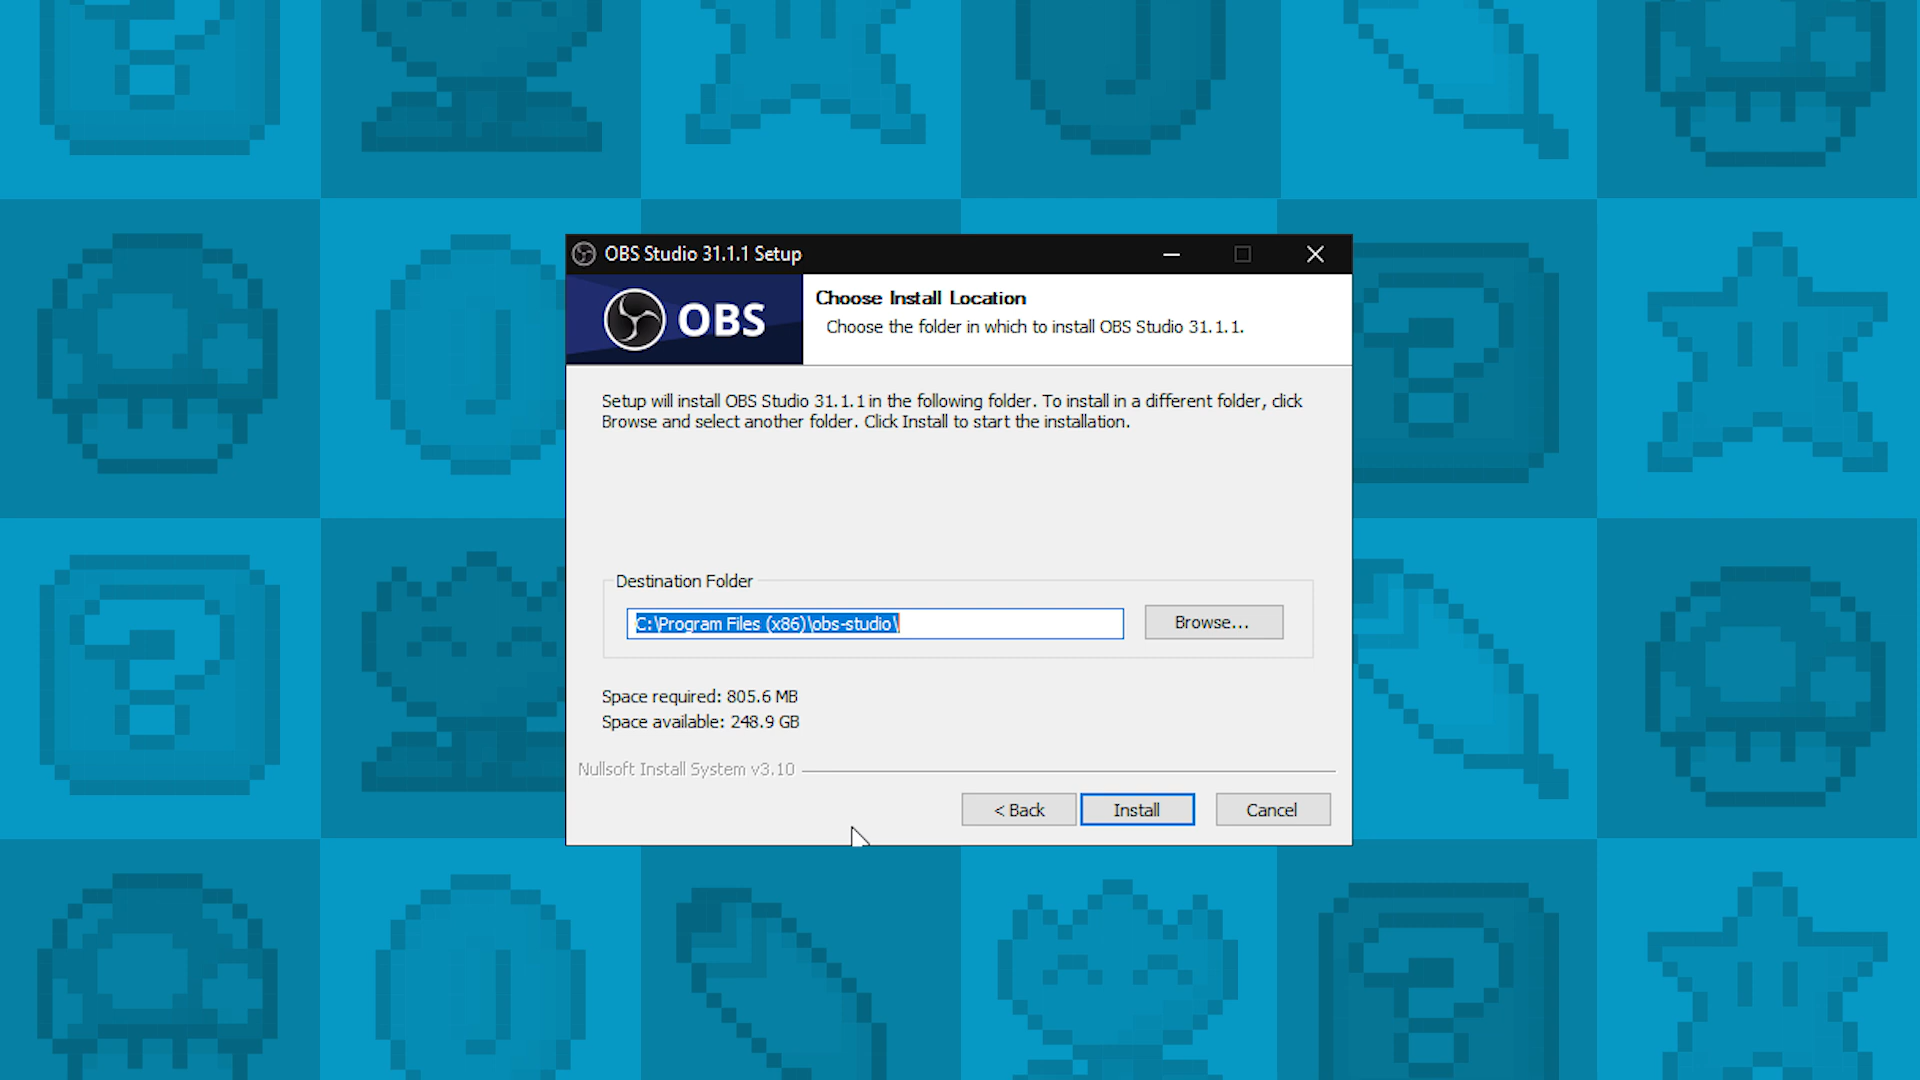 OBS Studio 31.1.1 Setup
OBS
Choose Install Location
Choose the folder in which to install OBS Studio 31.1.1.
Setup will install OBS Studio 31.1.1 in the following folder. To install in a different folder, click
Browse and select another folder. Click Install to start the installation.
Destination Folder
C:\Program Files (x86)\obs-studio\
Browse...
Space required: 805.6 MB
Space available: 248.9 GB
Nullsoft Install System v3.10
< Back
Install
Cancel